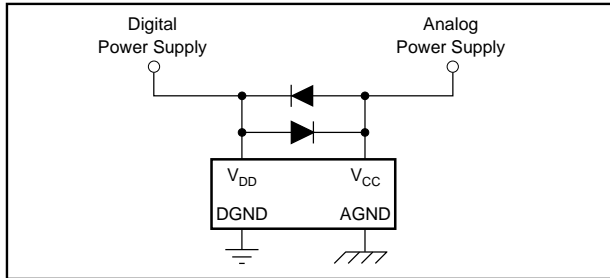 Digital
Power Supply
Analog
Power Supply
VDD
VCC
DGND
AGND